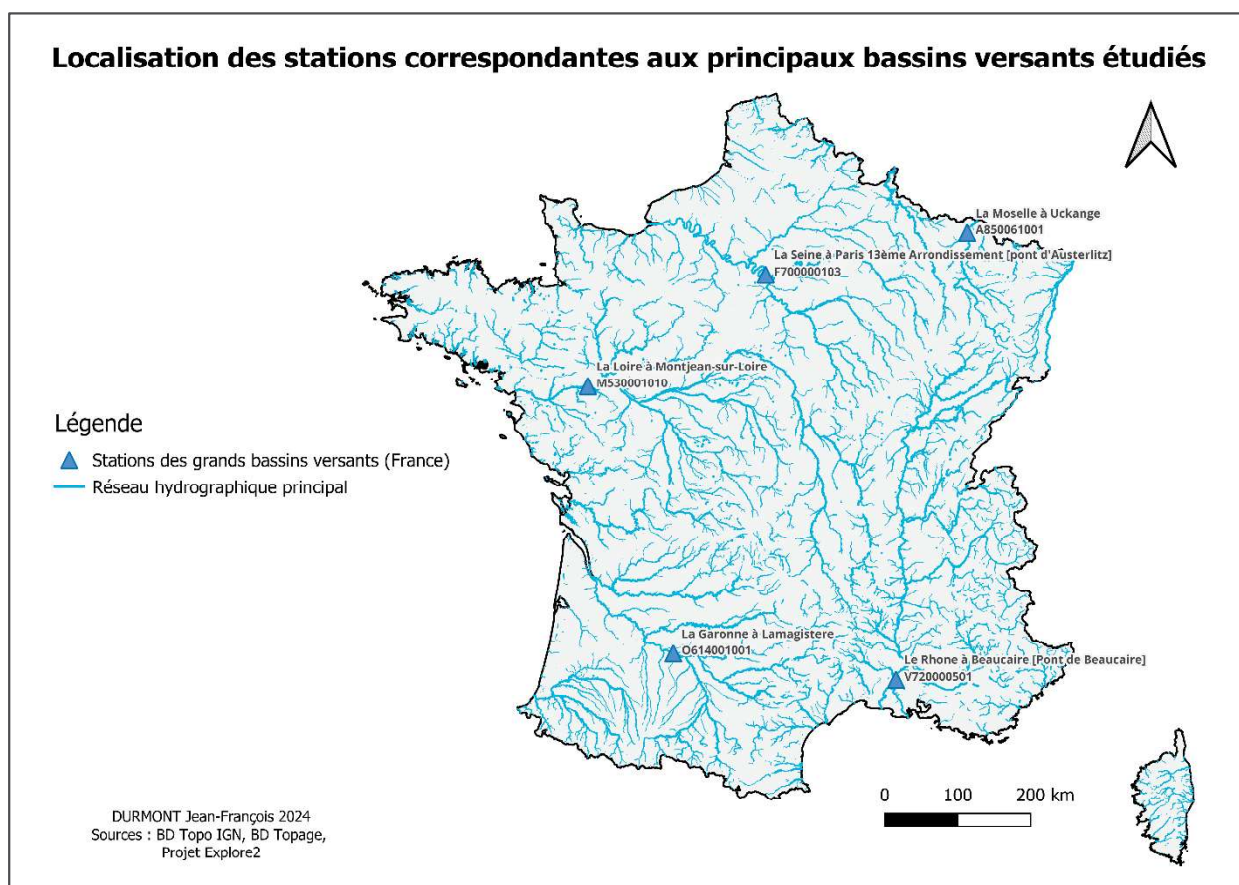 Localisation des stations correspondantes aux principaux bassins versants étudiés
La Moselle à Uckange
A850061001
La Seine à Paris 13ème Arrondissement [pont d'Austerlitz]
F700000103
La Loire à Montjean-sur-Loire
M530001010
Légende
Stations des grands bassins versants (France)
Réseau hydrographique principal
La Garonne à Lamagistere
O614001001
Le Rhone à Beaucaire [Pont de Beaucaire]
V720000501
0 100 200 km
DURMONT Jean-François 2024
Sources : BD Topo IGN, BD Topage,
Projet Explore2